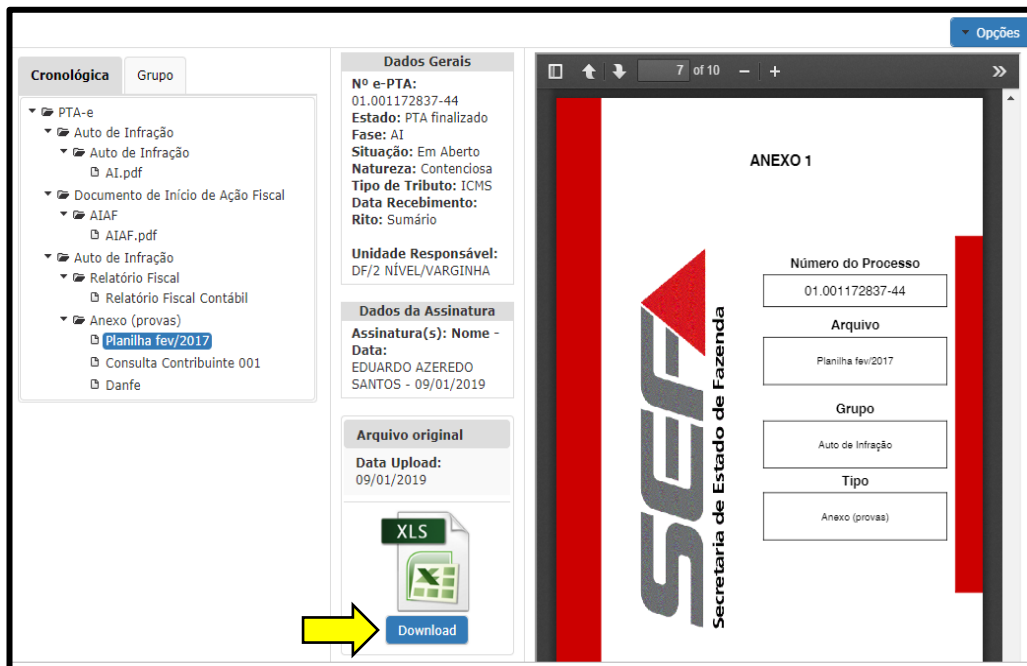 Opções
Cronológica
Grupo
PTA-e
Auto de Infração
Auto de Infração
AI.pdf
Documento de Início de Ação Fiscal
AIAF
AIAF.pdf
Auto de Infração
Relatório Fiscal
Relatório Fiscal Contábil
Anexo (provas)
Planilha fev/2017
Consulta Contribuinte 001
Danfe
Dados Gerais
Nº e-PTA:
01.001172837-44
Estado: PTA finalizado
Fase: AI
Situação: Em Aberto
Natureza: Contenciosa
Tipo de Tributo: ICMS
Data Recebimento:
Rito: Sumário
Unidade Responsável:
DF/2 NÍVEL/VARGINHA
Dados da Assinatura
Assinatura(s): Nome -
Data:
EDUARDO AZEREDO
SANTOS - 09/01/2019
Arquivo original
Data Upload:
09/01/2019
XLS
Download
7 of 10
ANEXO 1
SEF
Secretaria de Estado de Fazenda
Número do Processo
01.001172837-44
Arquivo
Planilha fev/2017
Grupo
Auto de Infração
Tipo
Anexo (provas)